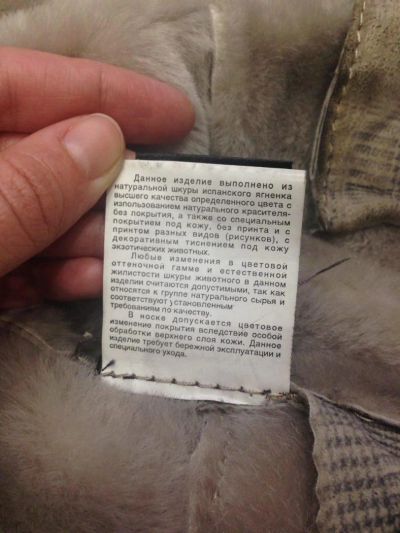 Данное изделие выполнено из
натуральной шкуры испанского ягненка
высшего качества определенного цвета с
использованием натурального красителя-
без покрытия, а также со специальным
покрытием под кожу, без принта и с
принтом разных видов (рисунков), с
декоративным тиснением под кожу
экзотических животных.
Любые изменения в цветовой
оттеночной гамме и естественной
жилистости шкуры животного в данном
изделии считаются допустимыми, так как
относятся к группе натурального сырья и
соответствуют установленным
требованиям по качеству.
В носке допускается цветовое
изменение покрытия вследствие особой
обработки верхнего слоя кожи. Данное
изделие требует бережной эксплуатации и
специального ухода.